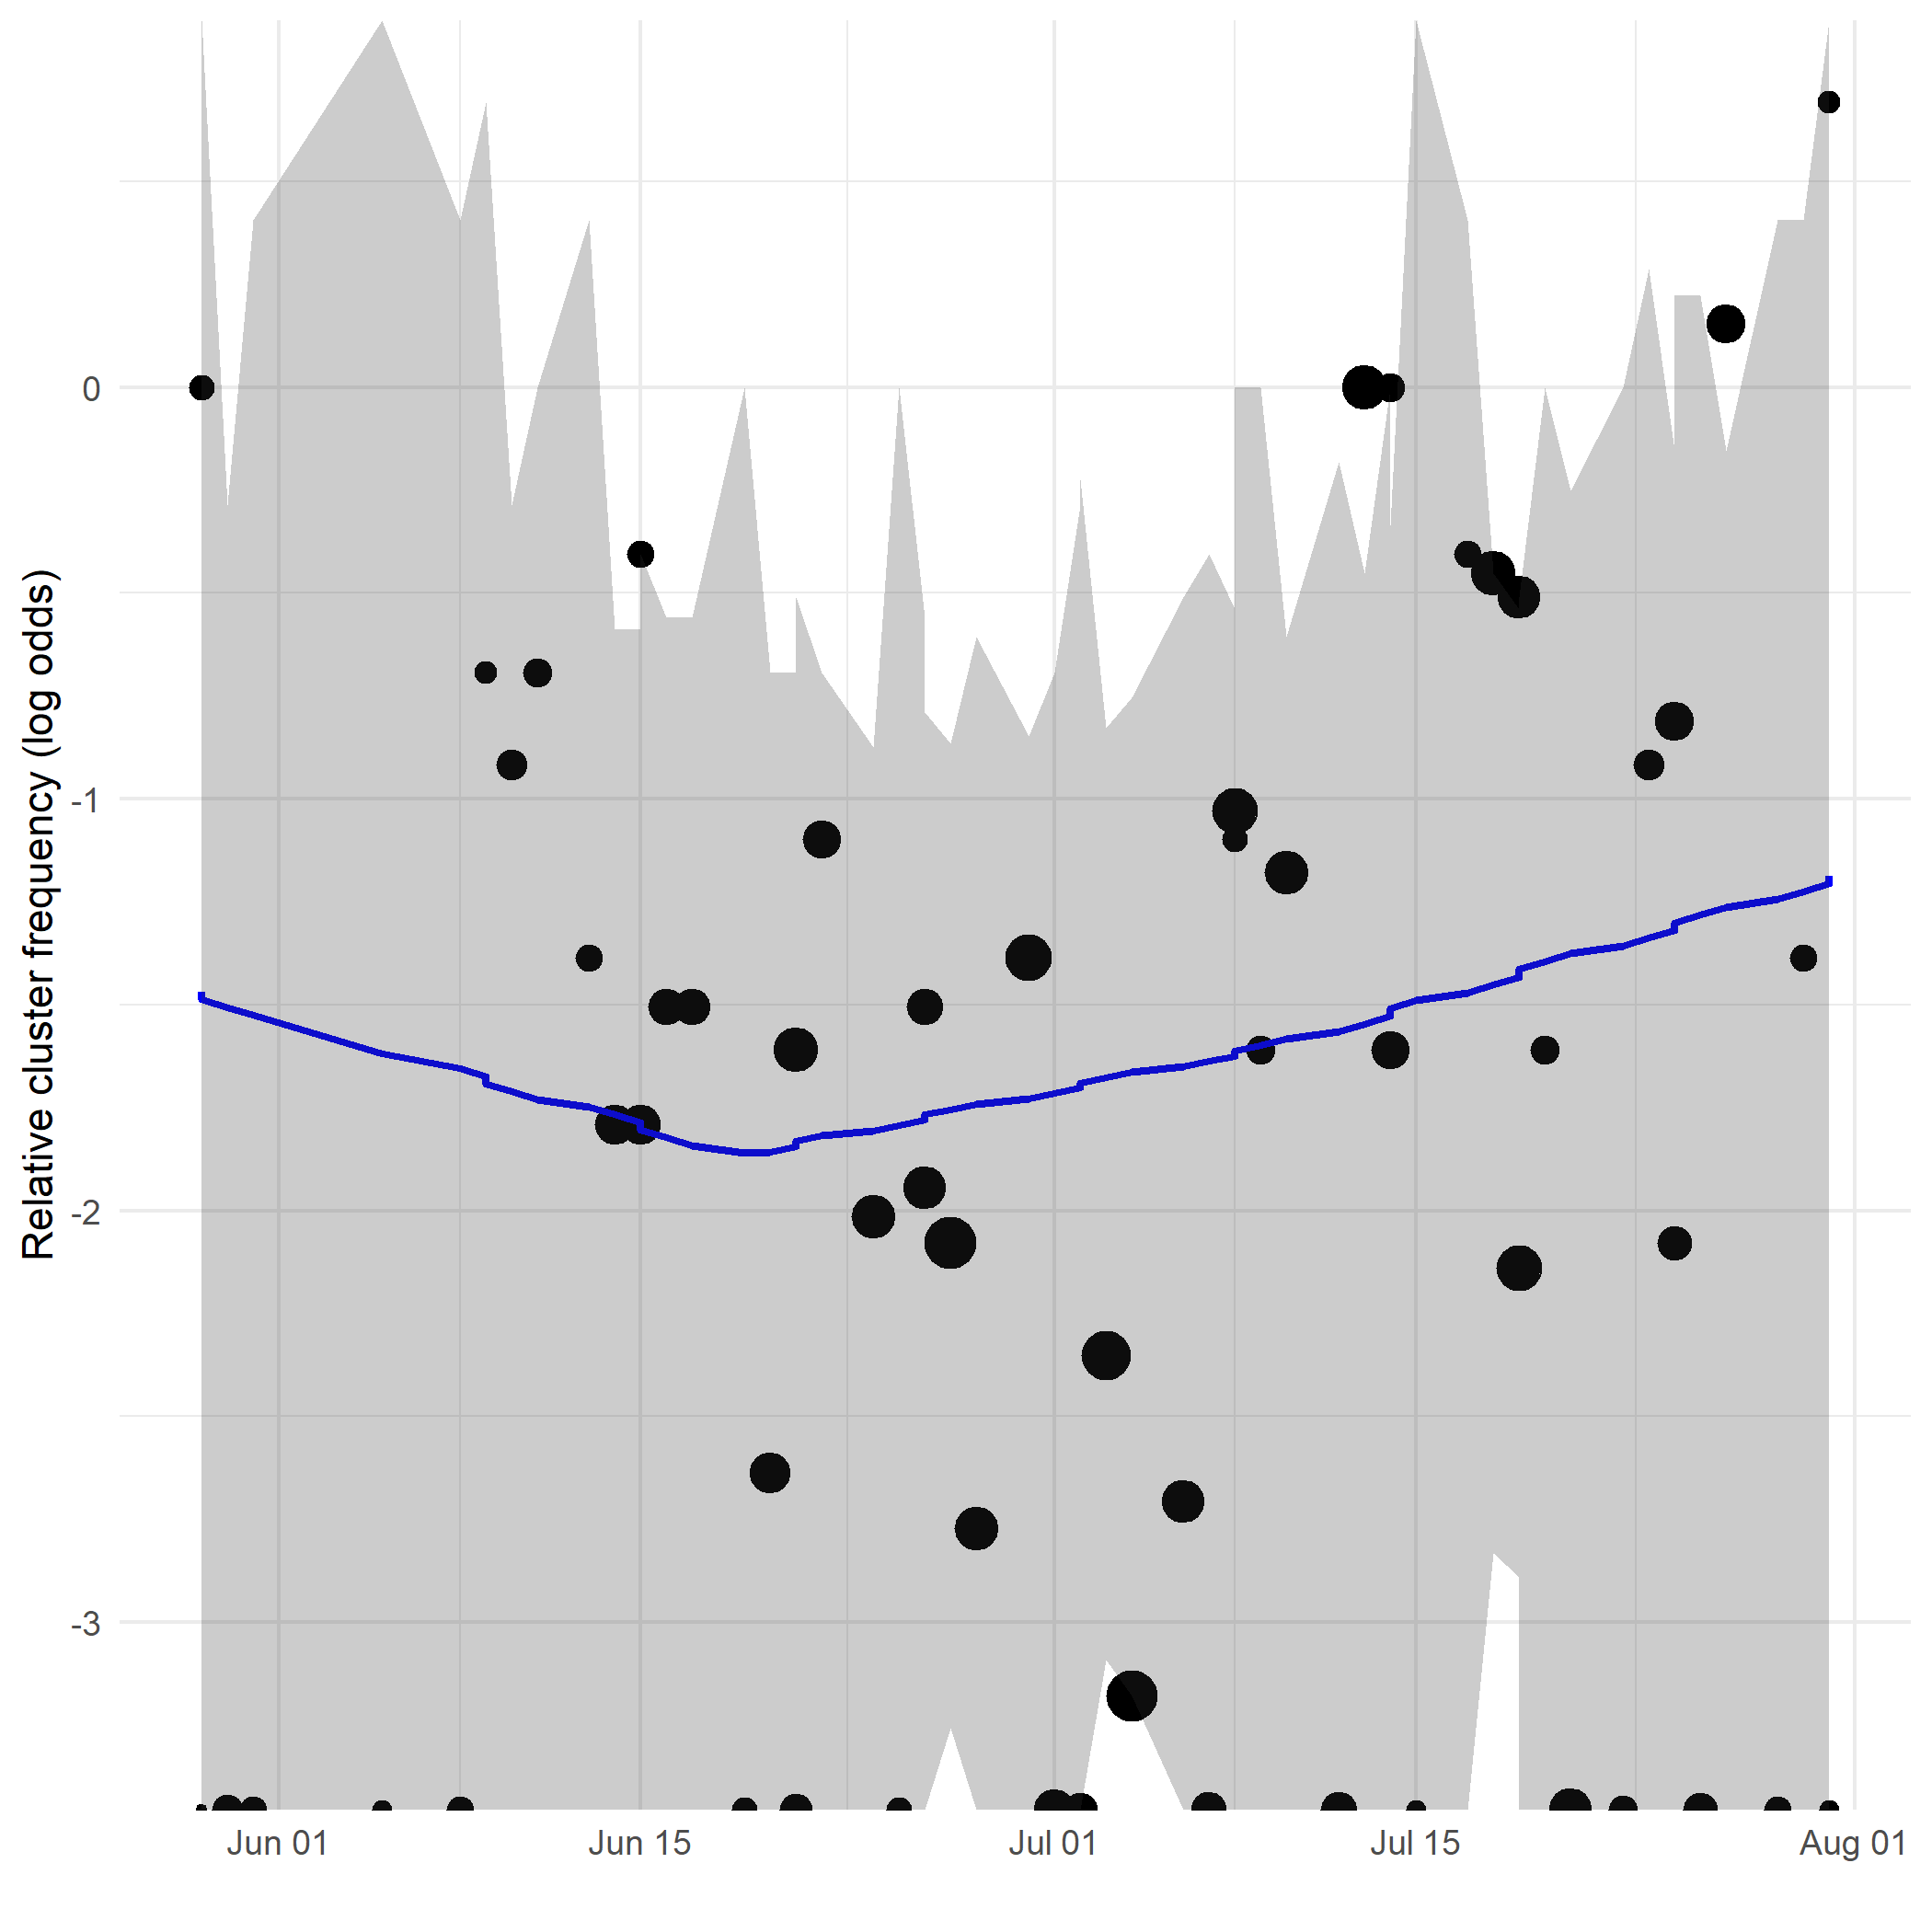 Relative cluster frequency (log odds)
0
-1
-2
-3
Jun 01
Jun 15
Jul 01
Jul 15
Aug 01